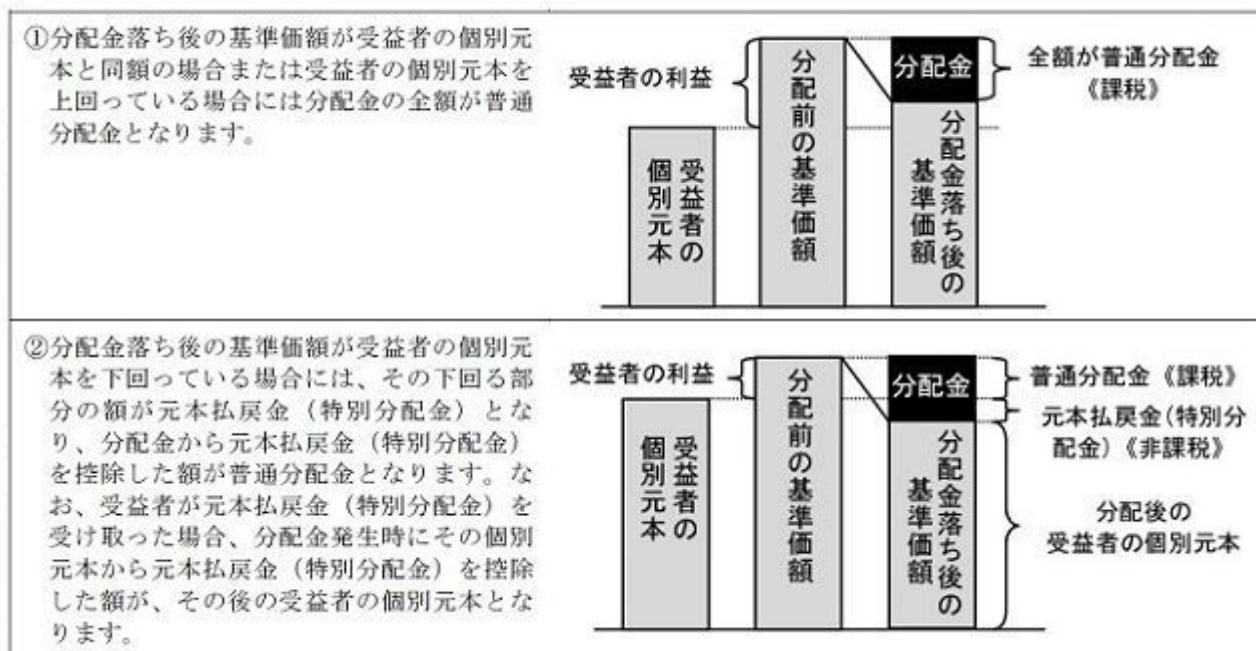 ①分配金落ち後の基準価額が受益者の個別元
本と同額の場合または受益者の個別元本を
上回っている場合には分配金の全額が普通
分配金となります。
受益者の利益
受益者の
個別元本
分配前の基準価額
分配金
分配金落ち後の
基準価額
全額が普通分配金
《課税》
②分配金落ち後の基準価額が受益者の個別元
本を下回っている場合には、その下回る部
分の額が元本払戻金（特別分配金）とな
り、分配金から元本払戻金（特別分配金）
を控除した額が普通分配金となります。な
お、受益者が元本払戻金（特別分配金）を
受け取った場合、分配金発生時にその個別
元本から元本払戻金（特別分配金）を控除
した額が、その後の受益者の個別元本とな
ります。
受益者の利益
受益者の
個別元本
分配前の基準価額
分配金
分配金落ち後の
基準価額
普通分配金《課税》
元本払戻金(特別分
配金)《非課税》
分配後の
受益者の個別元本